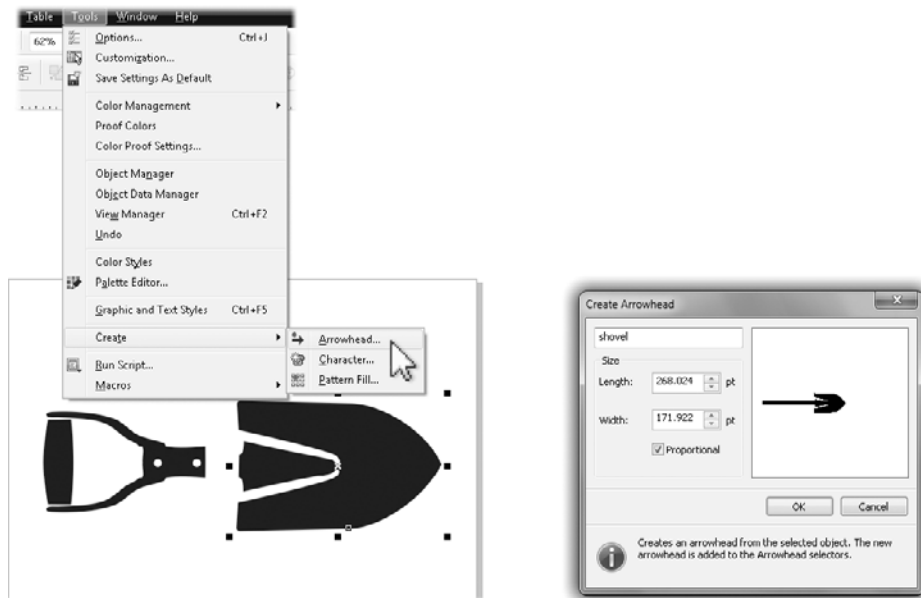 Table Tools Window Help
62%
Options... Ctrl+J
Customization...
Save Settings As Default
Color Management
Proof Colors
Color Proof Settings...
Object Manager
Object Data Manager
View Manager Ctrl+F2
Undo
Color Styles
Palette Editor...
Graphic and Text Styles Ctrl+F5
Create
Arrowhead...
Character...
Pattern Fill...
Run Script...
Macros
Create Arrowhead
shovel
Size
Length: 268.024 pt
Width: 171.922 pt
Proportional
OK Cancel
Creates an arrowhead from the selected object. The new
arrowhead is added to the Arrowhead selectors.